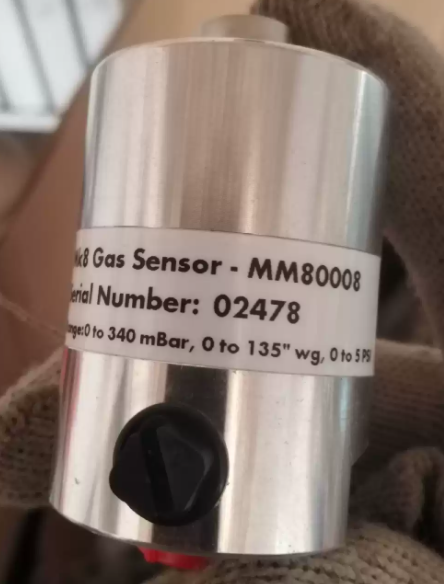 Mk8 Gas Sensor - MM80008
Serial Number: 02478
Range:0 to 340 mBar, 0 to 135" wg, 0 to 5 PSI